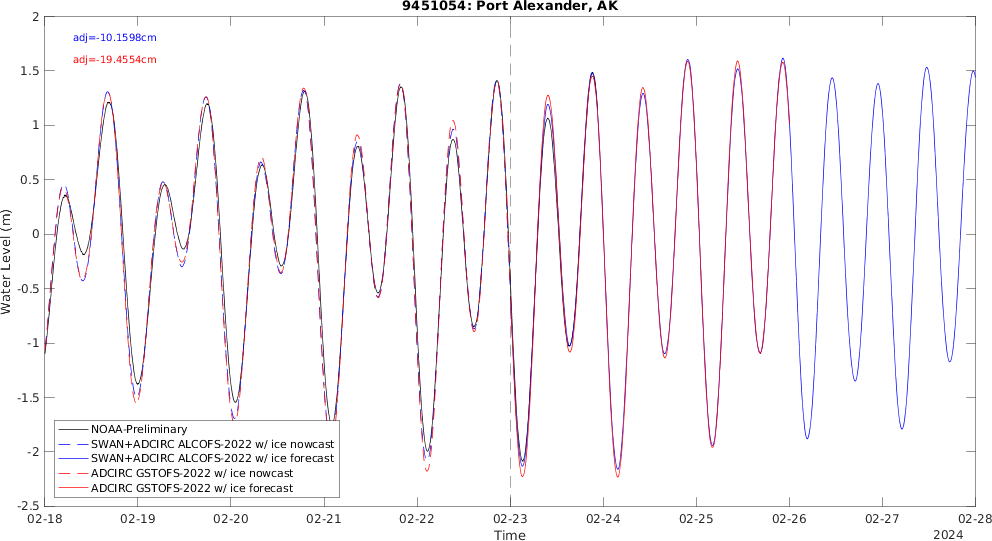 9451054: Port Alexander, AK
adj=-10.1598cm
adj=-19.4554cm
2
1.5
1
0.5
0
-0.5
-1
-1.5
-2
-2.5
Water Level (m)
NOAA-Preliminary
SWAN+ADCIRC ALCOFS-2022 w/ ice nowcast
SWAN+ADCIRC ALCOFS-2022 w/ ice forecast
ADCIRC GSTOFS-2022 w/ ice nowcast
ADCIRC GSTOFS-2022 w/ ice forecast
02-18 02-19 02-20 02-21 02-22 02-23 02-24 02-25 02-26 02-27 02-28
Time
2024